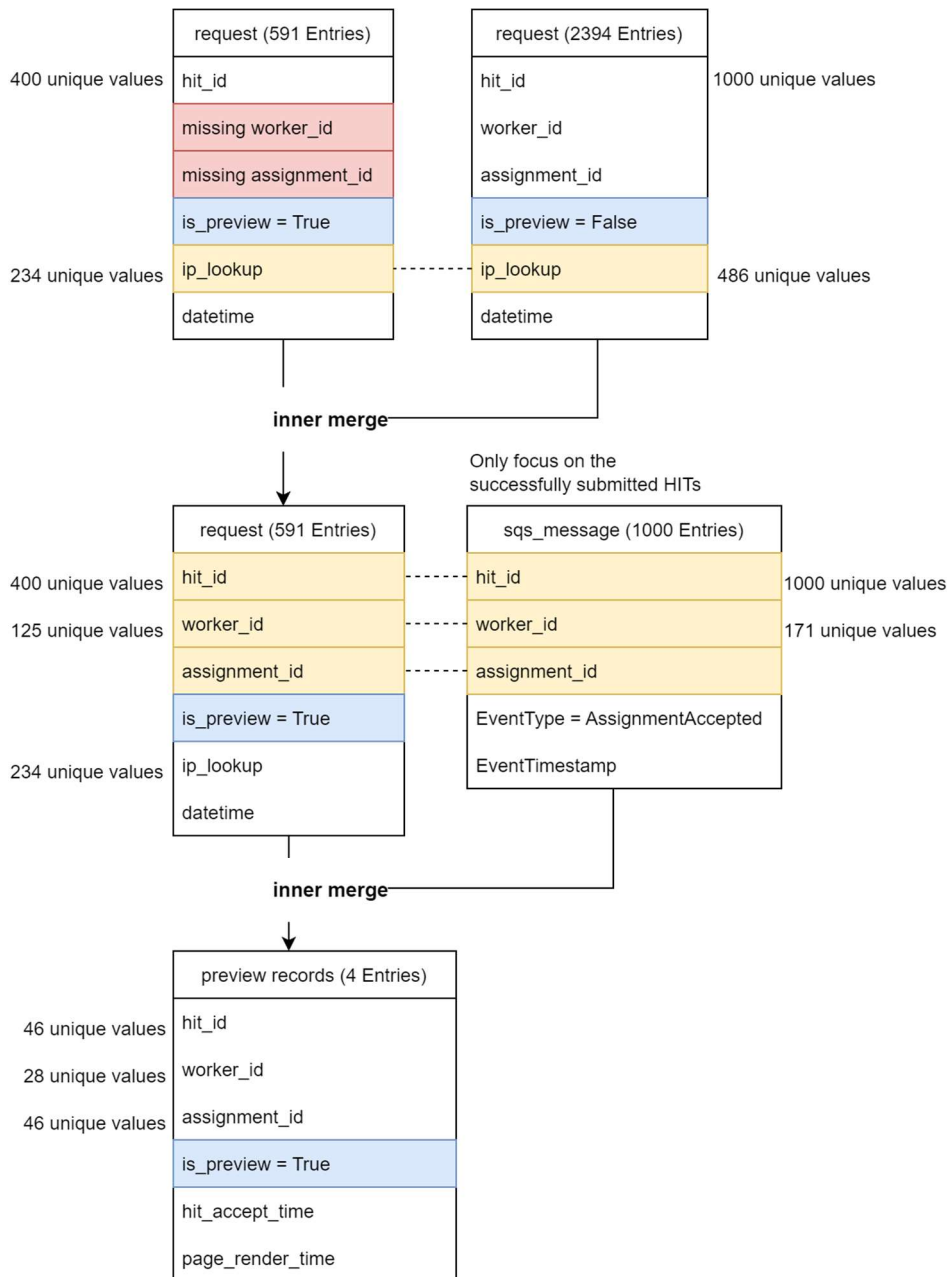 request (591 Entries)
400 unique values
hit_id
missing worker_id
missing assignment_id
is_preview = True
234 unique values
ip_lookup
datetime
request (2394 Entries)
hit_id
1000 unique values
worker_id
assignment_id
is_preview = False
ip_lookup
486 unique values
datetime
inner merge
Only focus on the
successfully submitted HITs
request (591 Entries)
400 unique values
hit_id
125 unique values
worker_id
assignment_id
is_preview = True
234 unique values
ip_lookup
datetime
sqs_message (1000 Entries)
hit_id
1000 unique values
worker_id
171 unique values
assignment_id
EventType = AssignmentAccepted
EventTimestamp
inner merge
preview records (4 Entries)
46 unique values
hit_id
28 unique values
worker_id
46 unique values
assignment_id
is_preview = True
hit_accept_time
page_render_time